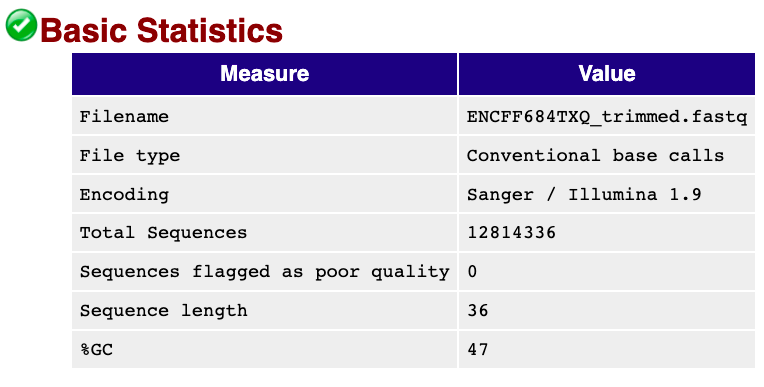 Basic Statistics
Measure Value
Filename ENCFF684TXQ_trimmed.fastq
File type Conventional base calls
Encoding Sanger / Illumina 1.9
Total Sequences 12814336
Sequences flagged as poor quality 0
Sequence length 36
%GC 47